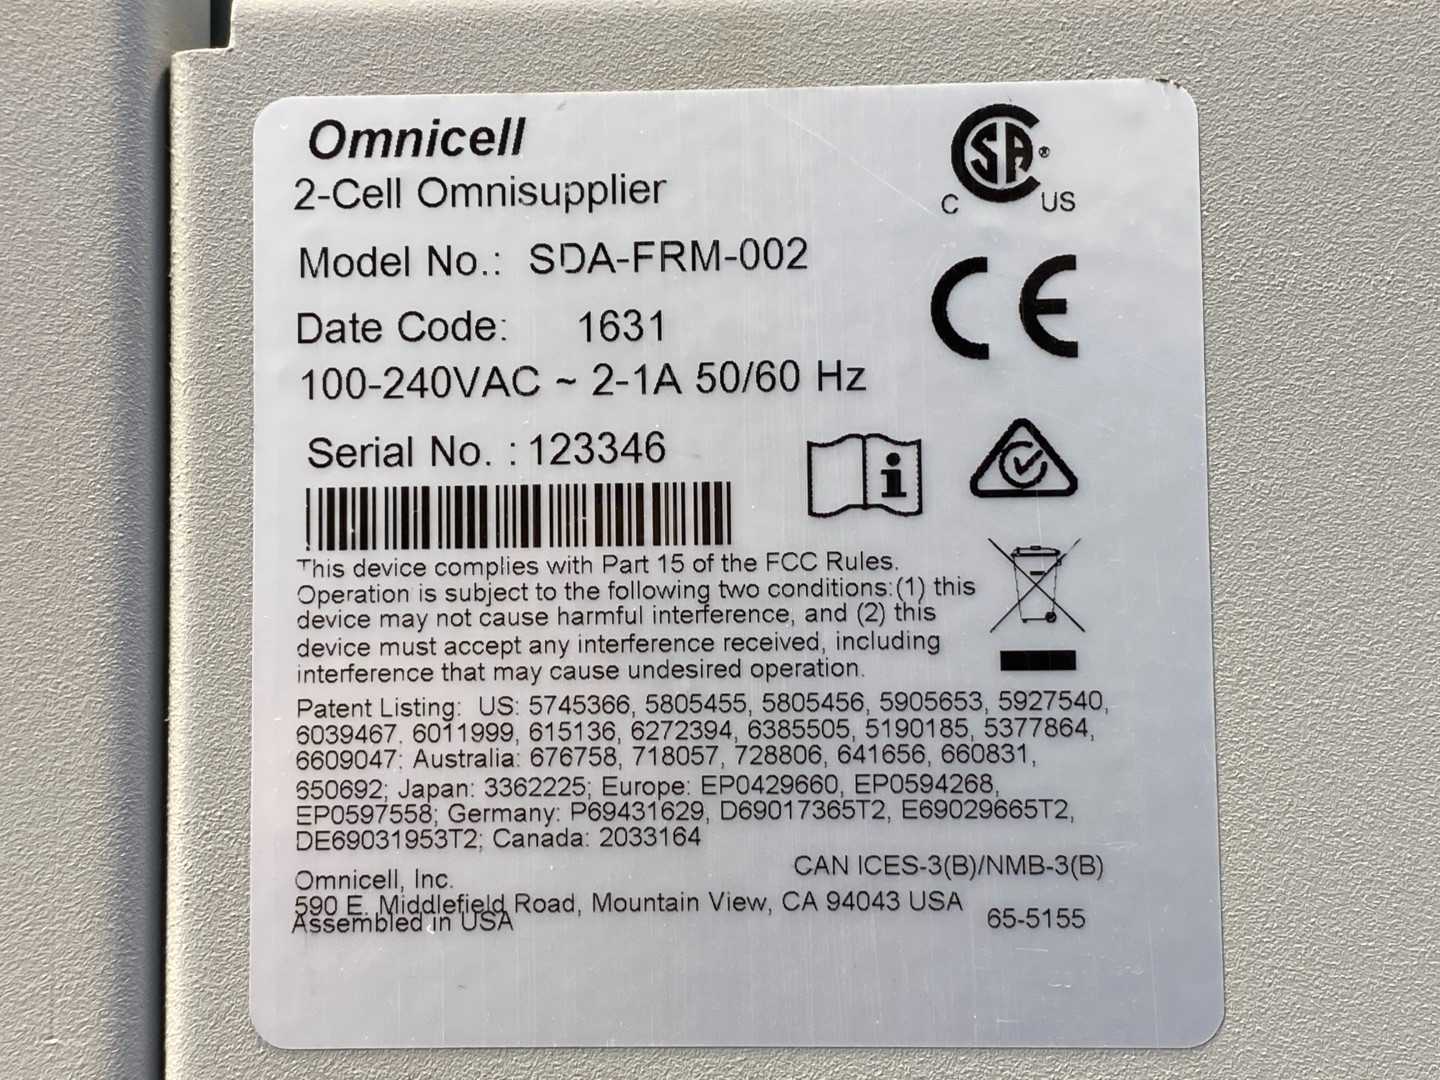 Omnicell
2-Cell Omnisupplier
CSA®
C US
Model No.: SDA-FRM-002
CE
Date Code: 1631
100-240VAC ~ 2-1A 50/60 Hz
Serial No. : 123346
i
This device complies with Part 15 of the FCC Rules.
Operation is subject to the following two conditions:(1) this
device may not cause harmful interference, and (2) this
device must accept any interference received, including
interference that may cause undesired operation.
Patent Listing: US: 5745366, 5805455, 5805456, 5905653, 5927540,
6039467, 6011999, 615136, 6272394, 6385505, 5190185, 5377864,
6609047; Australia: 676758, 718057, 728806, 641656, 660831,
650692; Japan: 3362225; Europe: EP0429660, EP0594268,
EP0597558; Germany: P69431629, D69017365T2, E69029665T2,
DE69031953T2; Canada: 2033164
CAN ICES-3(B)/NMB-3(B)
Omnicell, Inc.
590 E. Middlefield Road, Mountain View, CA 94043 USA
Assembled in USA
65-5155